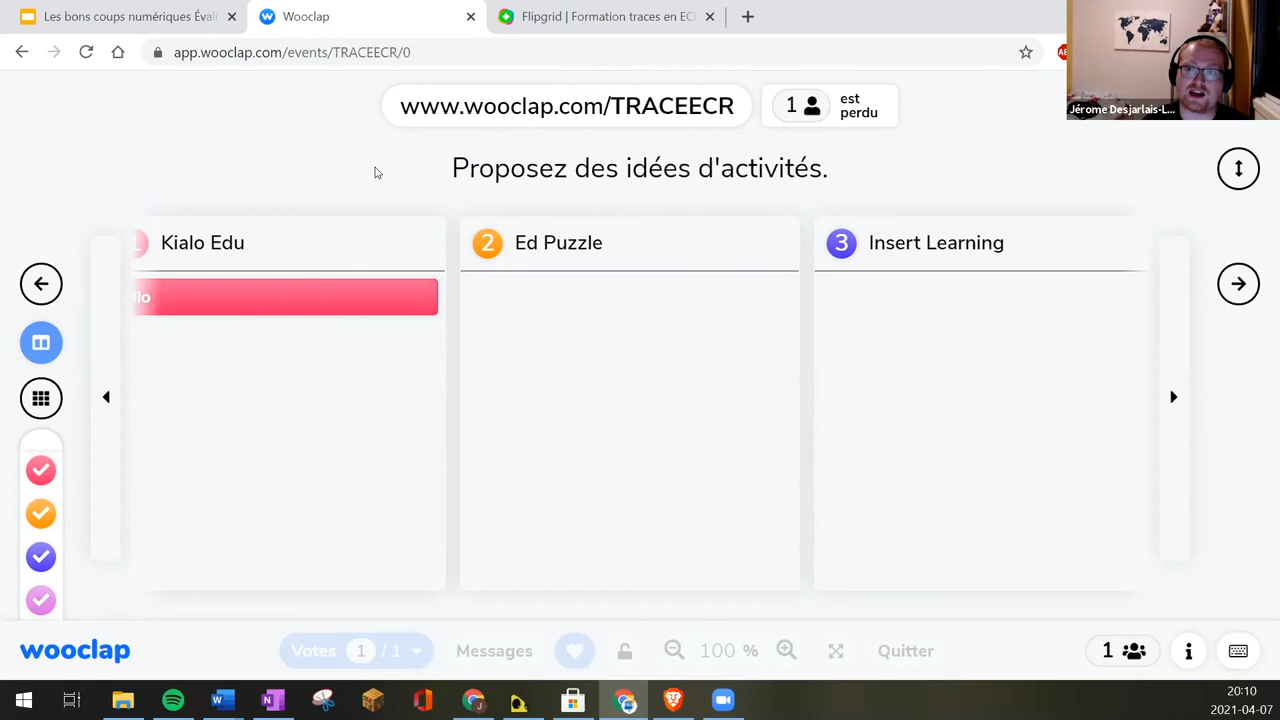 Les bons coups numériques Éval
Wooclap
Flipgrid | Formation traces en EC
app.wooclap.com/events/TRACEECR/0
Jérome Desjarlais-L...
www.wooclap.com/TRACEECR
1
est
perdu
Proposez des idées d'activités.
Kialo Edu
2 Ed Puzzle
3 Insert Learning
wooclap
Votes 1 / 1
Messages
100 %
Quitter
1
20:10
2021-04-07